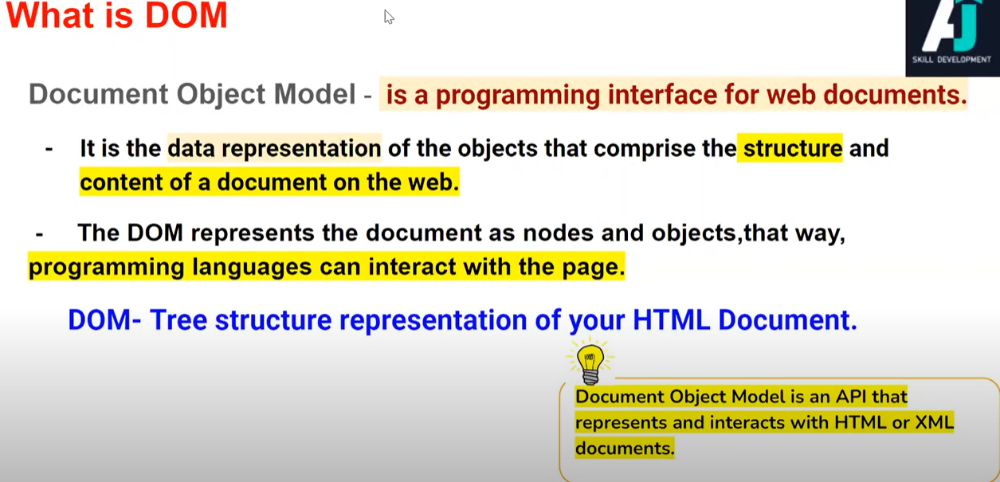 What is DOM
AJ
SKILL DEVELOPMENT
Document Object Model - is a programming interface for web documents.
- It is the data representation of the objects that comprise the structure and
content of a document on the web.
- The DOM represents the document as nodes and objects,that way,
programming languages can interact with the page.
DOM- Tree structure representation of your HTML Document.
Document Object Model is an API that
represents and interacts with HTML or XML
documents.